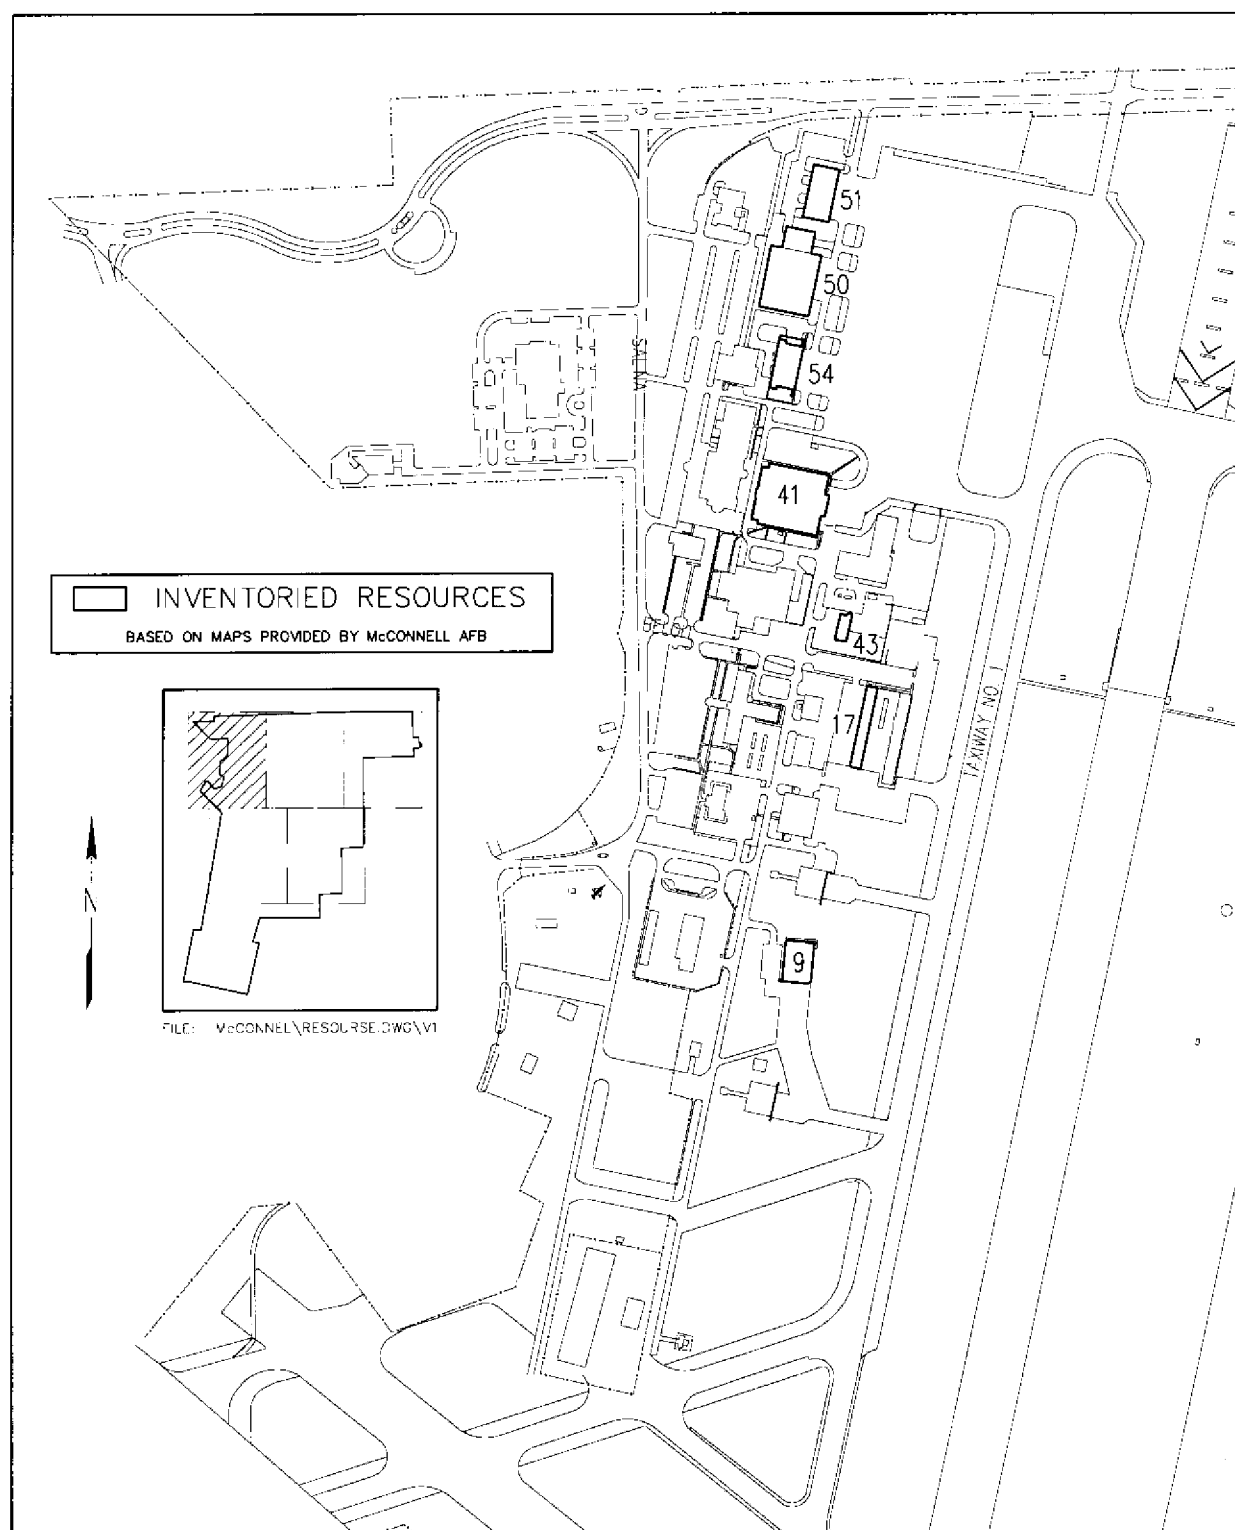 51
50
SALINA
54
41
INVENTORIED RESOURCES
BASED ON MAPS PROVIDED BY McCONNELL AFB
43
17
TAXIWAY NO 1
N
9
FILE: McCONNEL\RESOURSE.DWG\V1